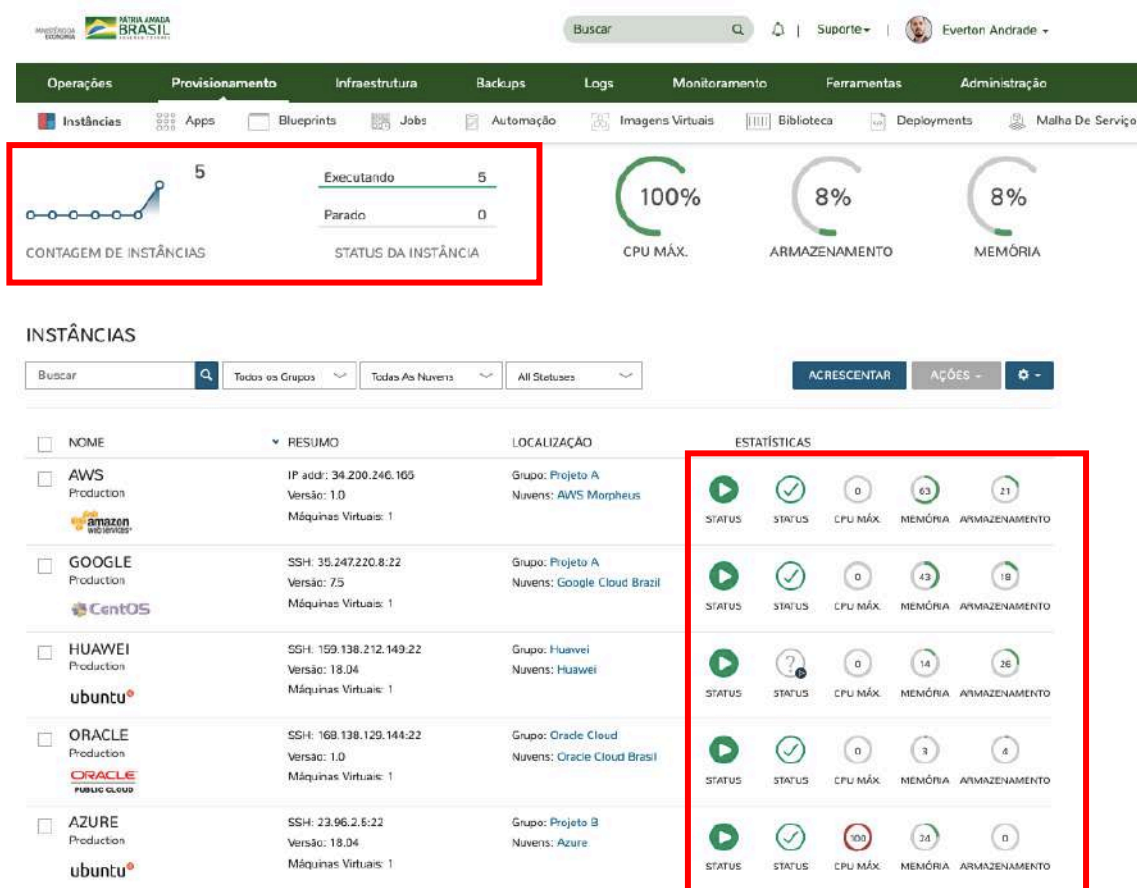 MINISTÉRIO DA
ECONOMIA
PÁTRIA AMADA
BRASIL
Buscar
Suporte
Everton Andrade
Operações Provisionamento Infraestrutura Backups Logs Monitoramento Ferramentas Administração
Instâncias Apps Blueprints Jobs Automação Imagens Virtuais Biblioteca Deployments Malha De Serviço
5
CONTAGEM DE INSTÂNCIAS
Executando 5
Parado 0
STATUS DA INSTÂNCIA
100%
CPU MÁX.
8%
ARMAZENAMENTO
8%
MEMÓRIA
INSTÂNCIAS
Buscar Todos os Grupos Todas As Nuvens All Statuses ACRESCENTAR AÇÕES
NOME RESUMO LOCALIZAÇÃO ESTATÍSTICAS
AWS
Production
amazon
web services
IP addr: 34.200.246.165
Versão: 1.0
Máquinas Virtuais: 1
Grupo: Projeto A
Nuvens: AWS Morpheus
0 63 21
STATUS STATUS CPU MÁX. MEMÓRIA ARMAZENAMENTO
GOOGLE
Production
CentOS
SSH: 35.247.220.8:22
Versão: 7.5
Máquinas Virtuais: 1
Grupo: Projeto A
Nuvens: Google Cloud Brazil
0 43 18
STATUS STATUS CPU MÁX. MEMÓRIA ARMAZENAMENTO
HUAWEI
Production
ubuntu
SSH: 159.138.212.149:22
Versão: 18.04
Máquinas Virtuais: 1
Grupo: Huawei
Nuvens: Huawei
? 0 14 26
STATUS STATUS CPU MÁX. MEMÓRIA ARMAZENAMENTO
ORACLE
Production
ORACLE
PUBLIC CLOUD
SSH: 168.138.129.144:22
Versão: 1.0
Máquinas Virtuais: 1
Grupo: Oracle Cloud
Nuvens: Oracle Cloud Brasil
0 3 4
STATUS STATUS CPU MÁX. MEMÓRIA ARMAZENAMENTO
AZURE
Production
ubuntu
SSH: 23.96.2.5:22
Versão: 18.04
Máquinas Virtuais: 1
Grupo: Projeto B
Nuvens: Azure
100 24 0
STATUS STATUS CPU MÁX. MEMÓRIA ARMAZENAMENTO